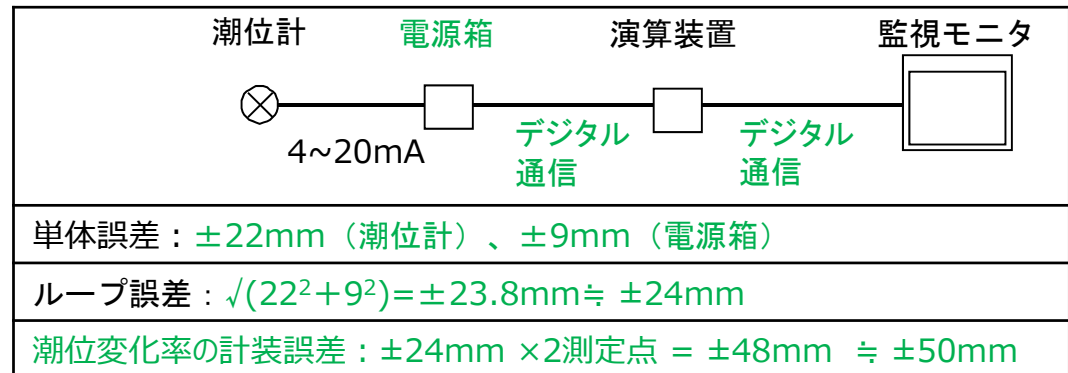 潮位計 電源箱 演算装置 監視モニタ
4~20mA
デジタル
通信
デジタル
通信
単体誤差：±22mm（潮位計）、±9mm（電源箱）
ループ誤差：√(22²＋9²)=±23.8mm≒ ±24mm
潮位変化率の計装誤差：±24mm ×2測定点 = ±48mm ≒ ±50mm